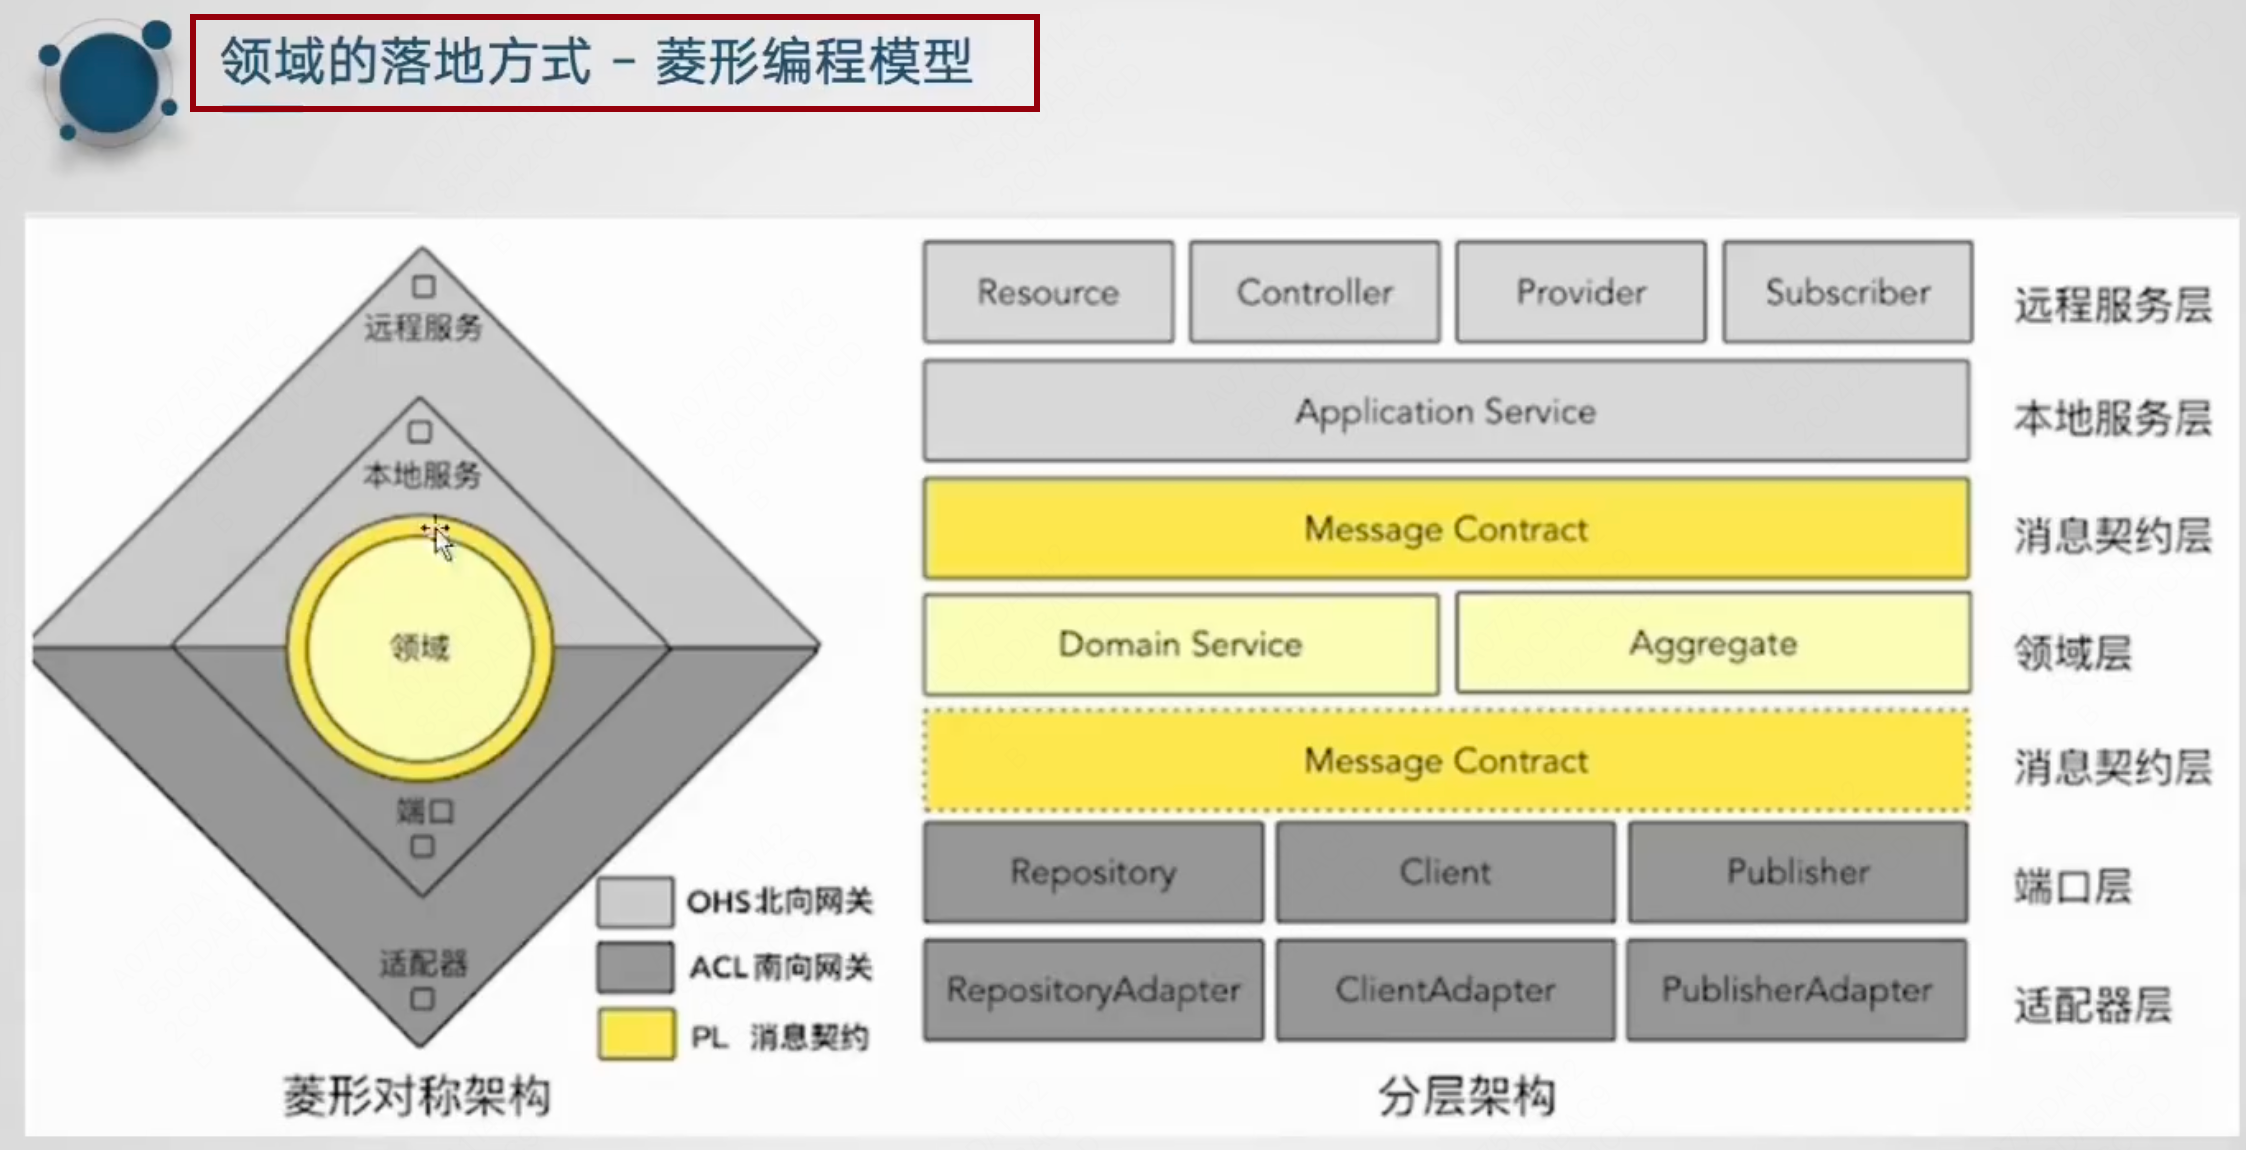 领域的落地方式 - 菱形编程模型
远程服务
本地服务
领域
端口
适配器
OHS北向网关
ACL南向网关
PL 消息契约
菱形对称架构
Resource Controller Provider Subscriber 远程服务层
Application Service 本地服务层
Message Contract 消息契约层
Domain Service Aggregate 领域层
Message Contract 消息契约层
Repository Client Publisher 端口层
RepositoryAdapter ClientAdapter PublisherAdapter 适配器层
分层架构